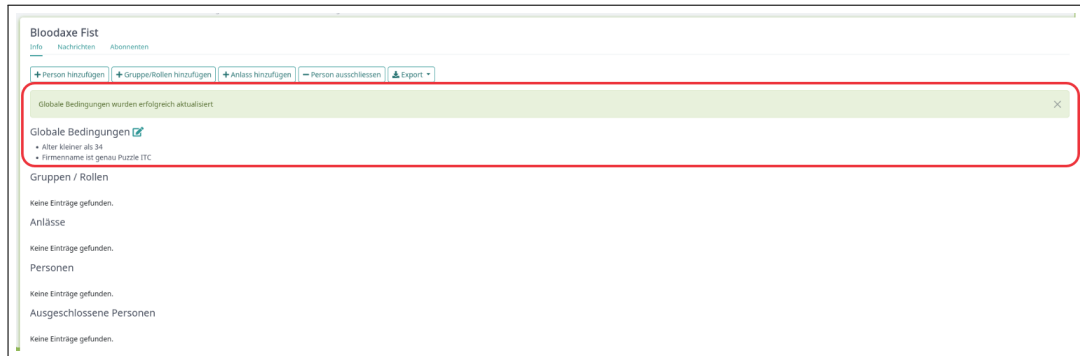 Bloodaxe Fist
Info Nachrichten Abonnenten
+ Person hinzufügen + Gruppe/Rollen hinzufügen + Anlass hinzufügen − Person ausschliessen Export
Globale Bedingungen wurden erfolgreich aktualisiert ×
Globale Bedingungen
• Alter kleiner als 34
• Firmenname ist genau Puzzle ITC
Gruppen / Rollen
Keine Einträge gefunden.
Anlässe
Keine Einträge gefunden.
Personen
Keine Einträge gefunden.
Ausgeschlossene Personen
Keine Einträge gefunden.